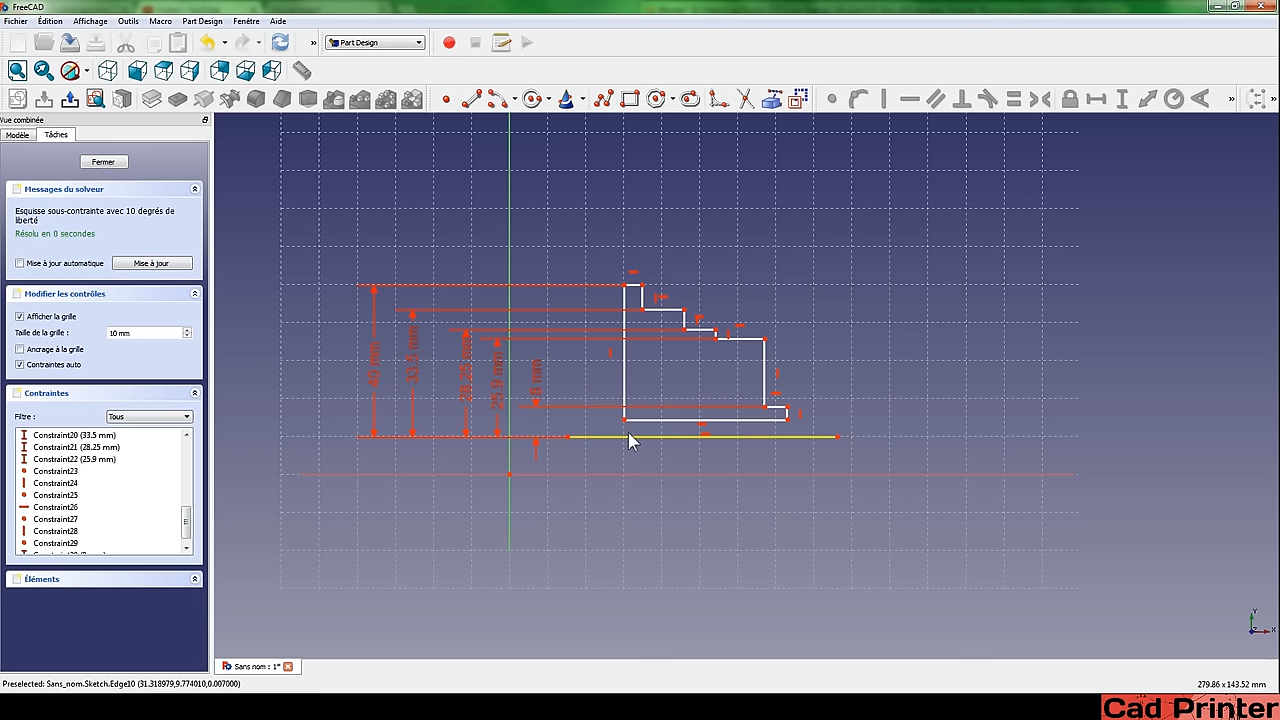 FreeCAD
Fichier Édition Affichage Outils Macro Part Design Fenêtre Aide
Part Design
Vue combinée
Modèle Tâches
Fermer
Messages du solveur
Esquisse sous-contrainte avec 10 degrés de
liberté
Résolu en 0 secondes
Mise à jour automatique Mise à jour
Modifier les contrôles
Afficher la grille
Taille de la grille : 10 mm
Ancrage à la grille
Contraintes auto
Contraintes
Filtre : Tous
Constraint20 (33.5 mm)
Constraint21 (28.25 mm)
Constraint22 (25.9 mm)
Constraint23
Constraint24
Constraint25
Constraint26
Constraint27
Constraint28
Constraint29
Éléments
40 mm
33.5 mm
28.25 mm
25.9 mm
8 mm
Y
Z
X
Sans nom : 1*
Preselected: Sans_nom.Sketch.Edge10 (31.318979,9.774010,0.007000)
279.86 x 143.52 mm
Cad Printer